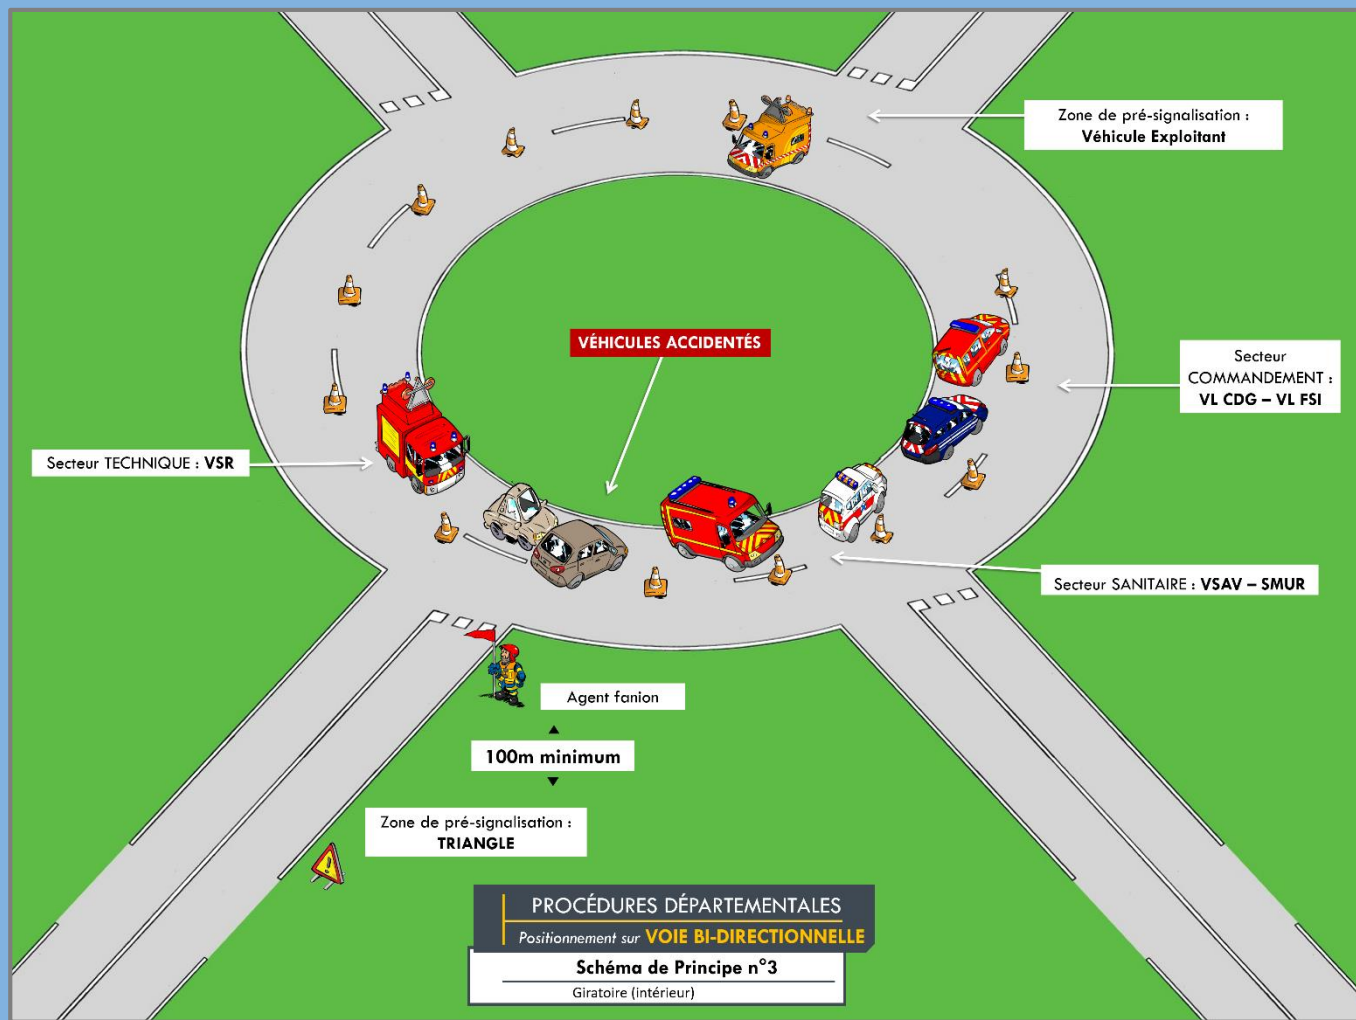 Zone de pré-signalisation :
Véhicule Exploitant
VÉHICULES ACCIDENTÉS
Secteur
COMMANDEMENT :
VL CDG – VL FSI
Secteur TECHNIQUE : VSR
Secteur SANITAIRE : VSAV – SMUR
Agent fanion
100m minimum
Zone de pré-signalisation :
TRIANGLE
PROCÉDURES DÉPARTEMENTALES
Positionnement sur VOIE BI-DIRECTIONNELLE
Schéma de Principe n°3
Giratoire (intérieur)